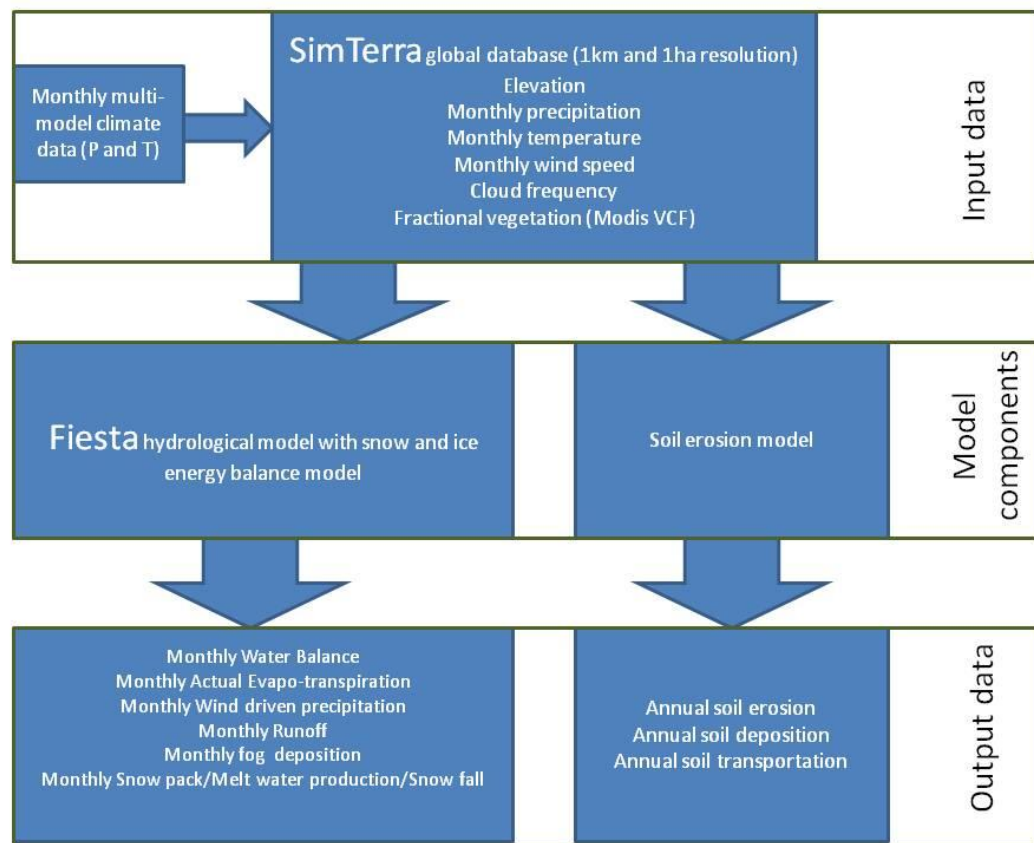 Monthly multi-
model climate
data (P and T)
SimTerra global database (1km and 1ha resolution)
Elevation
Monthly precipitation
Monthly temperature
Monthly wind speed
Cloud frequency
Fractional vegetation (Modis VCF)
Input data
Fiesta hydrological model with snow and ice
energy balance model
Soil erosion model
Model
components
Monthly Water Balance
Monthly Actual Evapo-transpiration
Monthly Wind driven precipitation
Monthly Runoff
Monthly fog deposition
Monthly Snow pack/Melt water production/Snow fall
Annual soil erosion
Annual soil deposition
Annual soil transportation
Output data